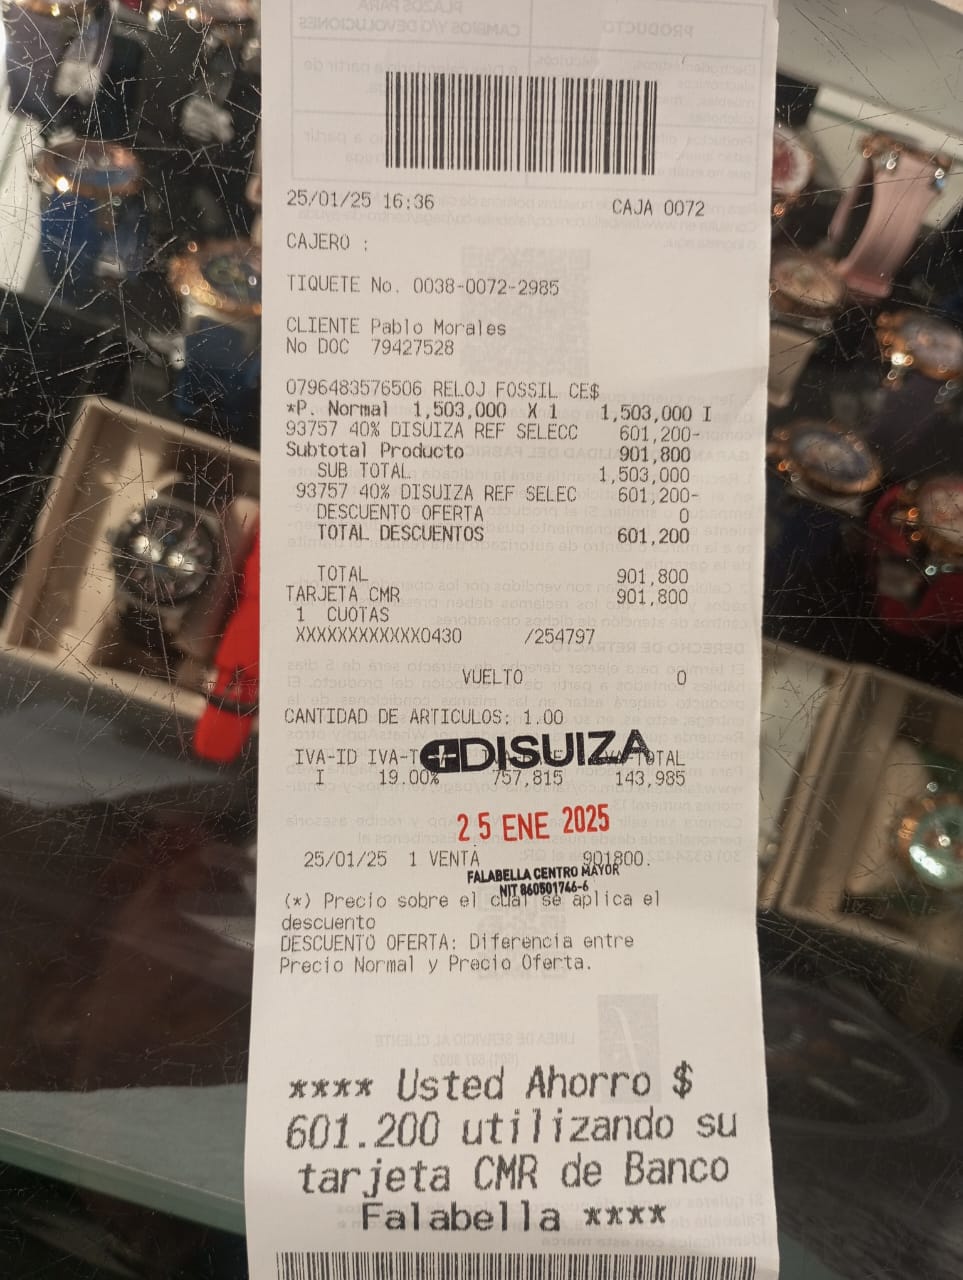 25/01/25 16:36 CAJA 0072
CAJERO :
TIQUETE No. 0038-0072-2985
CLIENTE Pablo Morales
No DOC 79427528
0796483576506 RELOJ FOSSIL CE$
*P. Normal 1,503,000 X 1 1,503,000 I
93757 40% DISUIZA REF SELECC 601,200-
Subtotal Producto 901,800
SUB TOTAL 1,503,000
93757 40% DISUIZA REF SELEC 601,200-
DESCUENTO OFERTA 0
TOTAL DESCUENTOS 601,200
TOTAL 901,800
TARJETA CMR 901,800
1 CUOTAS
XXXXXXXXXXXX0430 /254797
VUELTO 0
CANTIDAD DE ARTICULOS: 1.00
DISUIZA
IVA-ID
I 19.00% 757,815 143,985
25 ENE 2025
25/01/25 1 VENTA 901800.
FALABELLA CENTRO MAYOR
NIT 860501746-6
(*) Precio sobre el cual se aplica el
descuento
DESCUENTO OFERTA: Diferencia entre
Precio Normal y Precio Oferta.
**** Usted Ahorro $
601.200 utilizando su
tarjeta CMR de Banco
Falabella ****